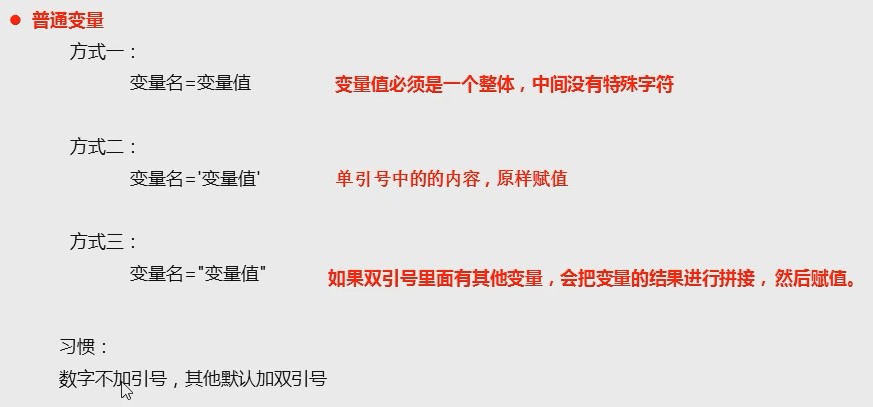 ● 普通变量
方式一：
变量名=变量值 变量值必须是一个整体，中间没有特殊字符
方式二：
变量名='变量值' 单引号中的的内容，原样赋值
方式三：
变量名="变量值" 如果双引号里面有其他变量，会把变量的结果进行拼接，然后赋值。
习惯：
数字不加引号，其他默认加双引号